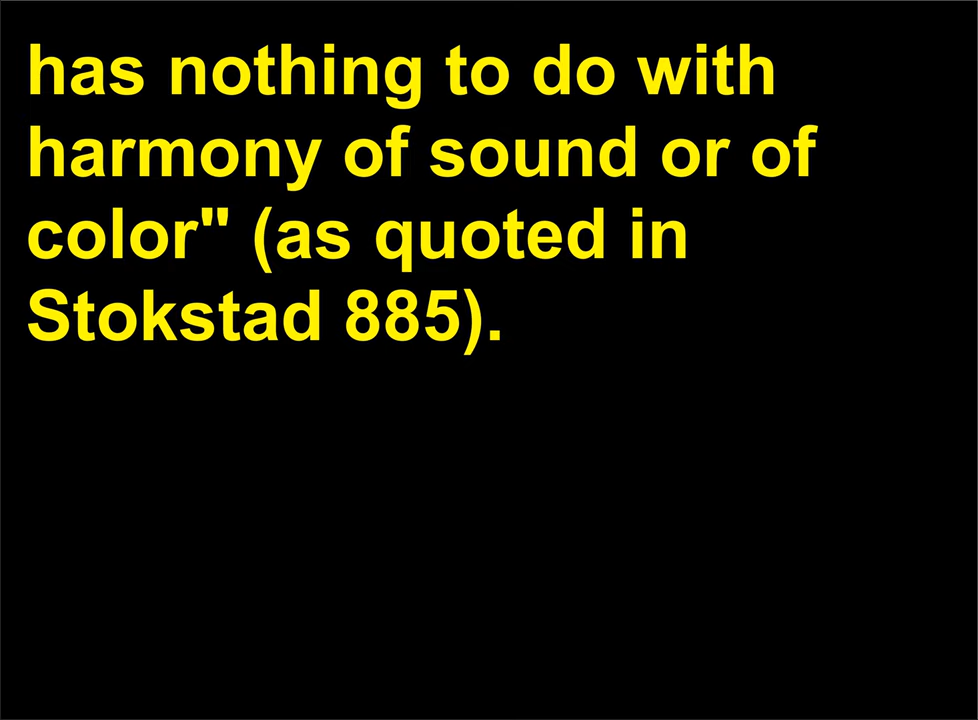 has nothing to do with
harmony of sound or of
color" (as quoted in
Stokstad 885).